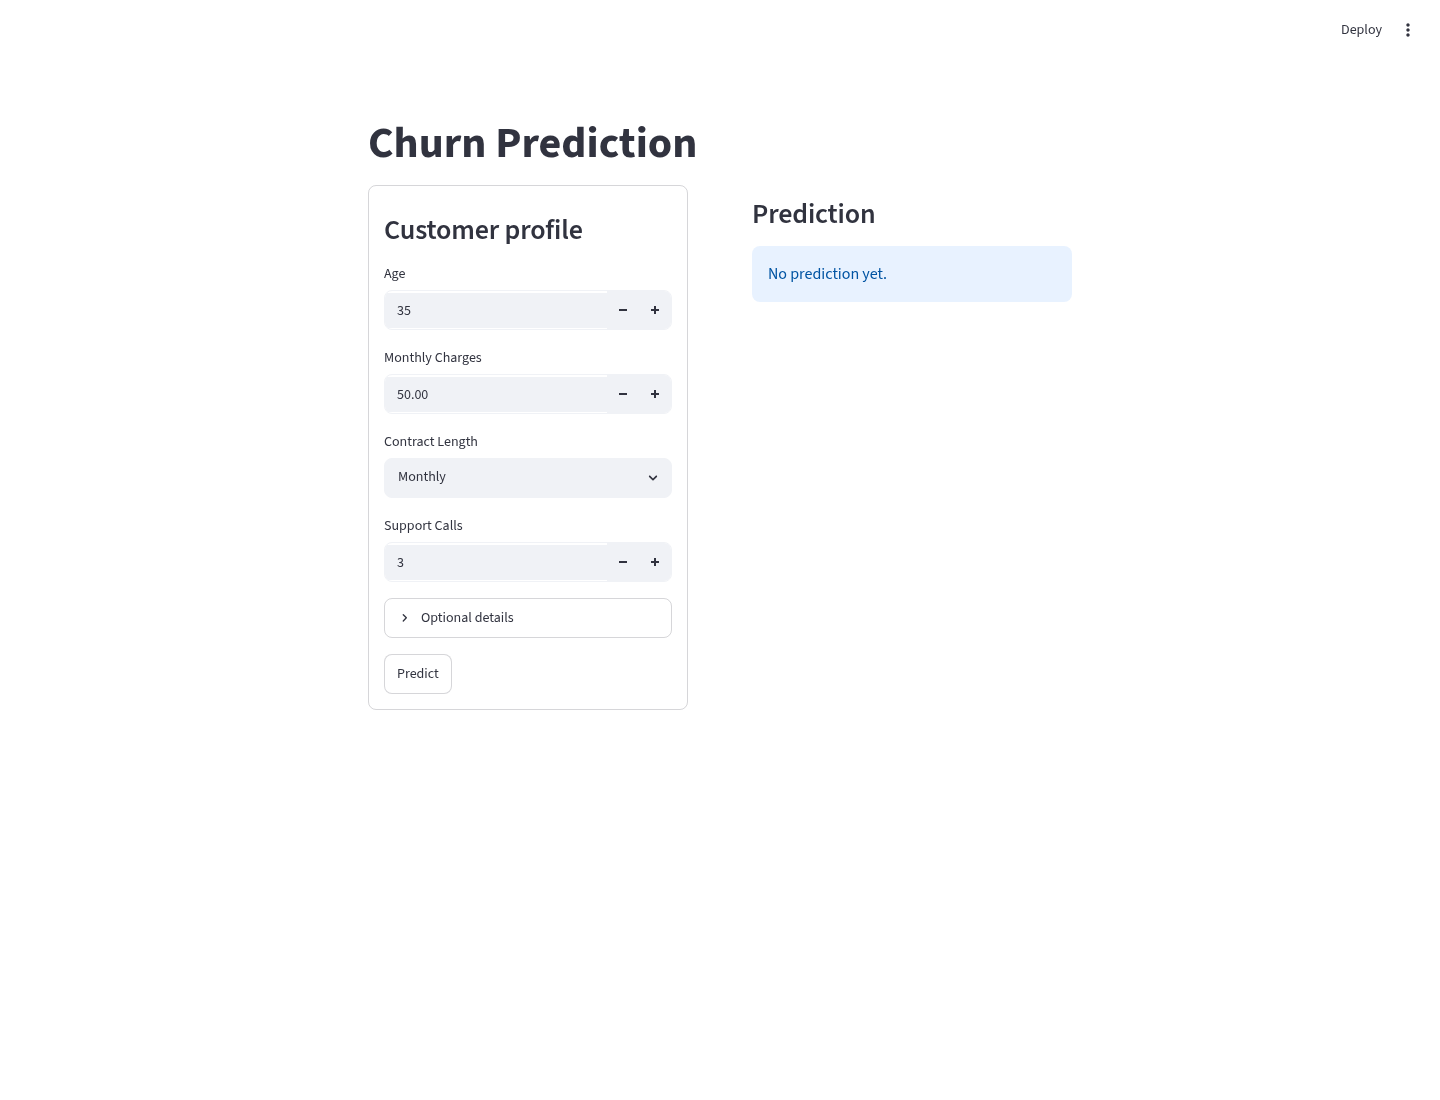 Deploy
Churn Prediction
Customer profile
Age
35
Monthly Charges
50.00
Contract Length
Monthly
Support Calls
3
Optional details
Predict
Prediction
No prediction yet.